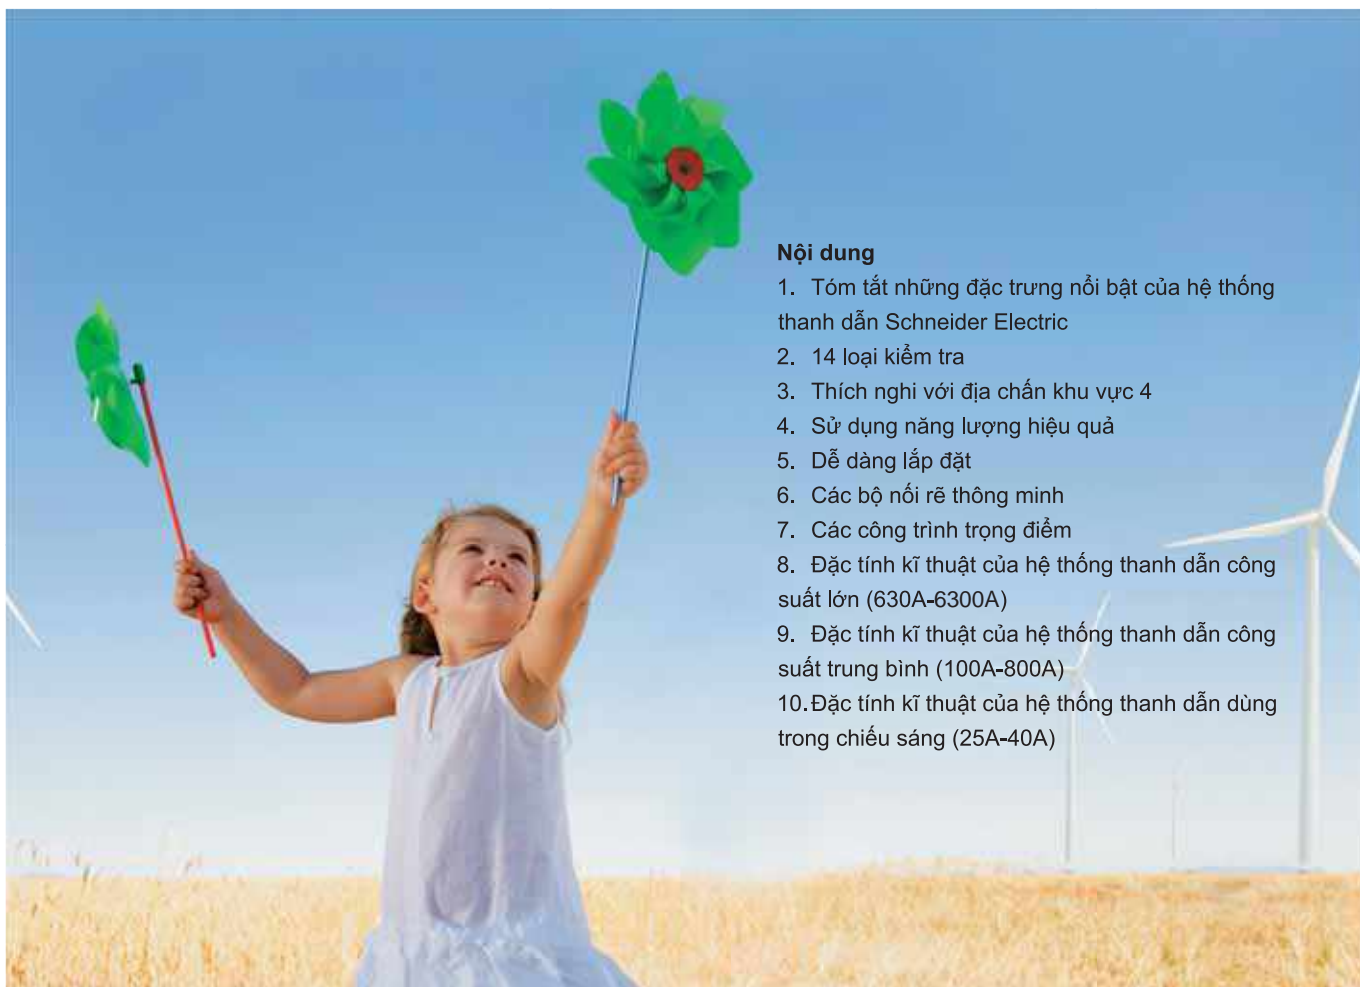 Nội dung
1. Tóm tắt những đặc trưng nổi bật của hệ thống
thanh dẫn Schneider Electric
2. 14 loại kiểm tra
3. Thích nghi với địa chấn khu vực 4
4. Sử dụng năng lượng hiệu quả
5. Dễ dàng lắp đặt
6. Các bộ nối rẽ thông minh
7. Các công trình trọng điểm
8. Đặc tính kĩ thuật của hệ thống thanh dẫn công
suất lớn (630A-6300A)
9. Đặc tính kĩ thuật của hệ thống thanh dẫn công
suất trung bình (100A-800A)
10. Đặc tính kĩ thuật của hệ thống thanh dẫn dùng
trong chiếu sáng (25A-40A)